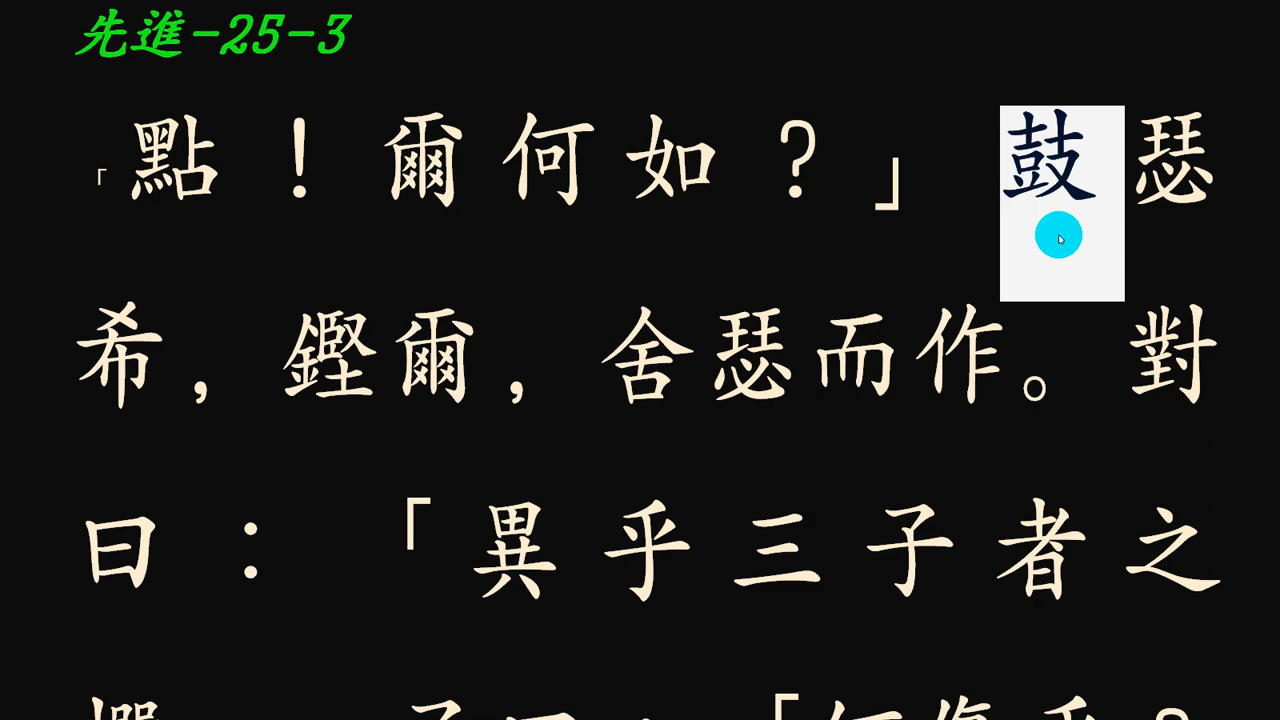 先進-25-3
「點！爾何如？」鼓瑟
希，鏗爾，舍瑟而作。對
曰：「異乎三子者之